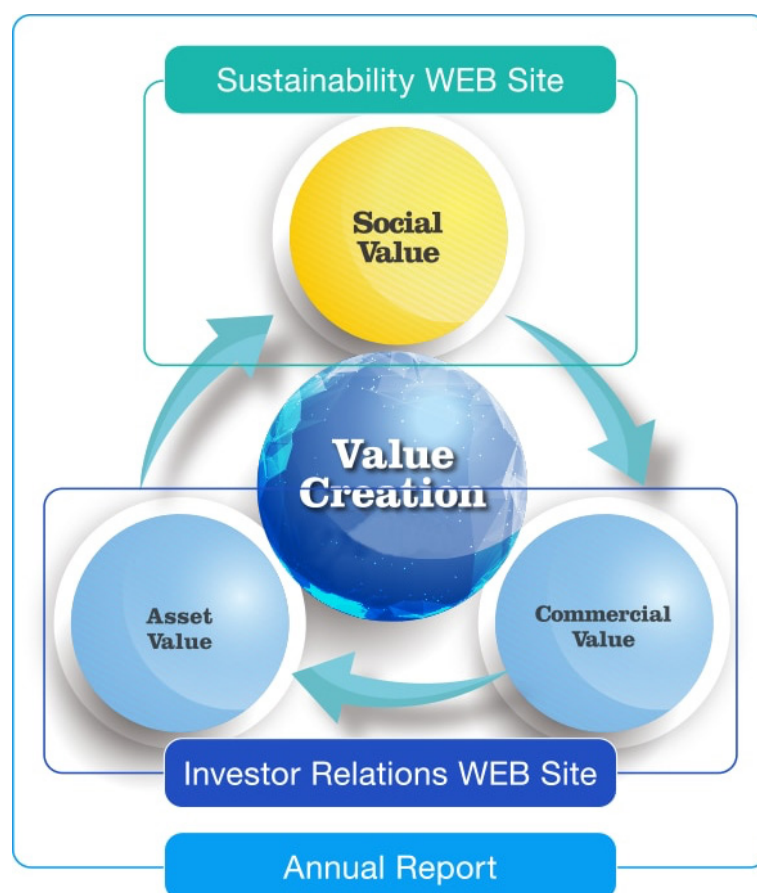 Sustainability WEB Site
Social
Value
Value
Creation
Asset
Value
Commercial
Value
Investor Relations WEB Site
Annual Report